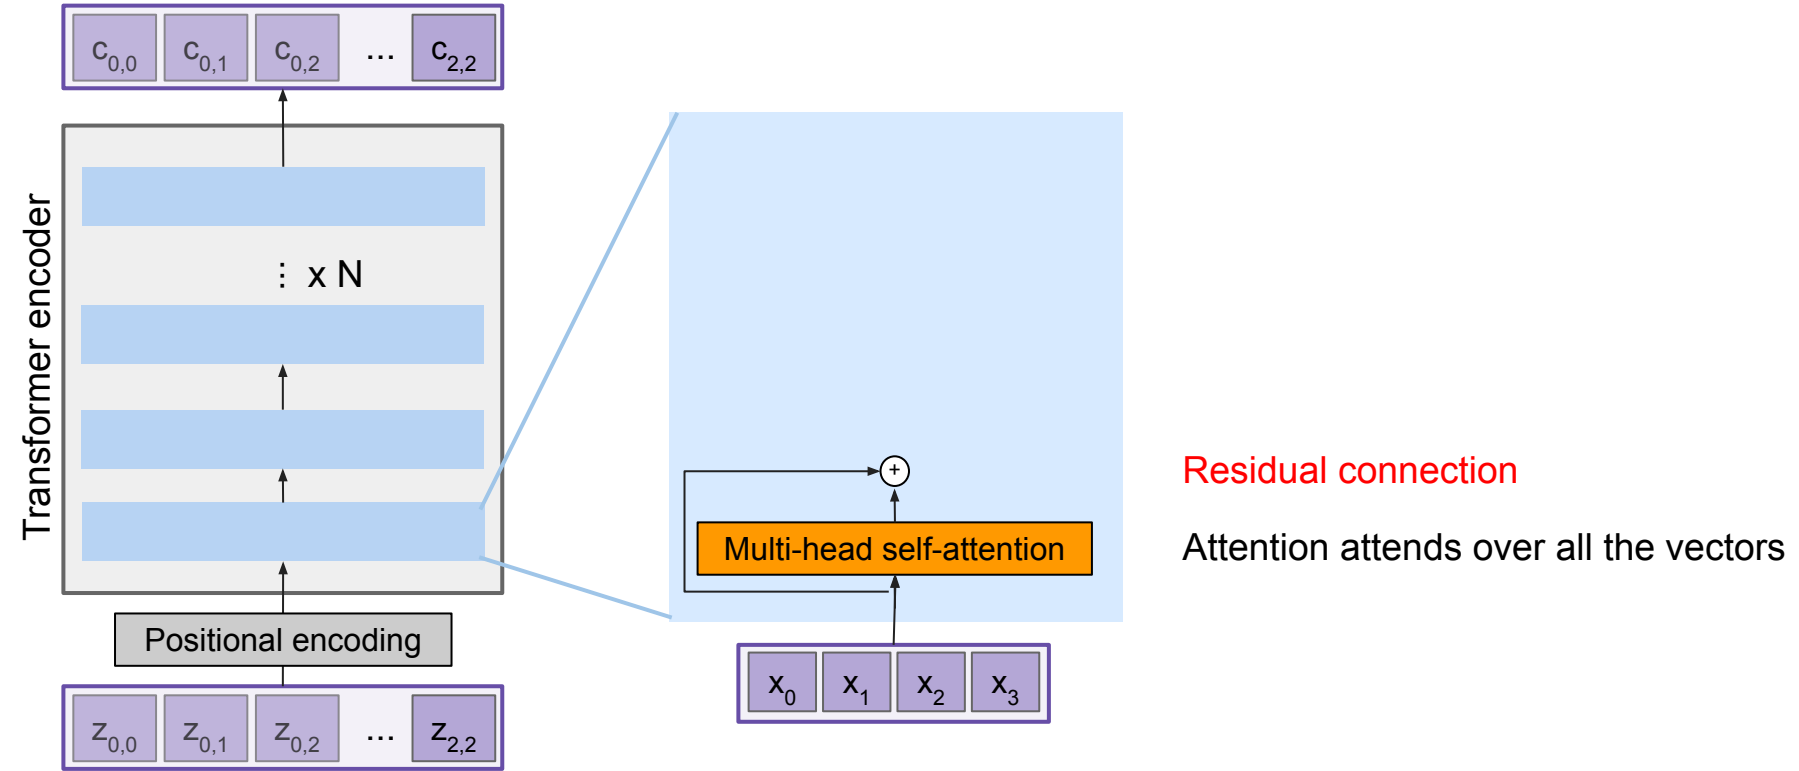 c0,0 c0,1 c0,2 ... c2,2
Transformer encoder
⋮ x N
Positional encoding
z0,0 z0,1 z0,2 ... z2,2
+
Multi-head self-attention
x0 x1 x2 x3
Residual connection
Attention attends over all the vectors